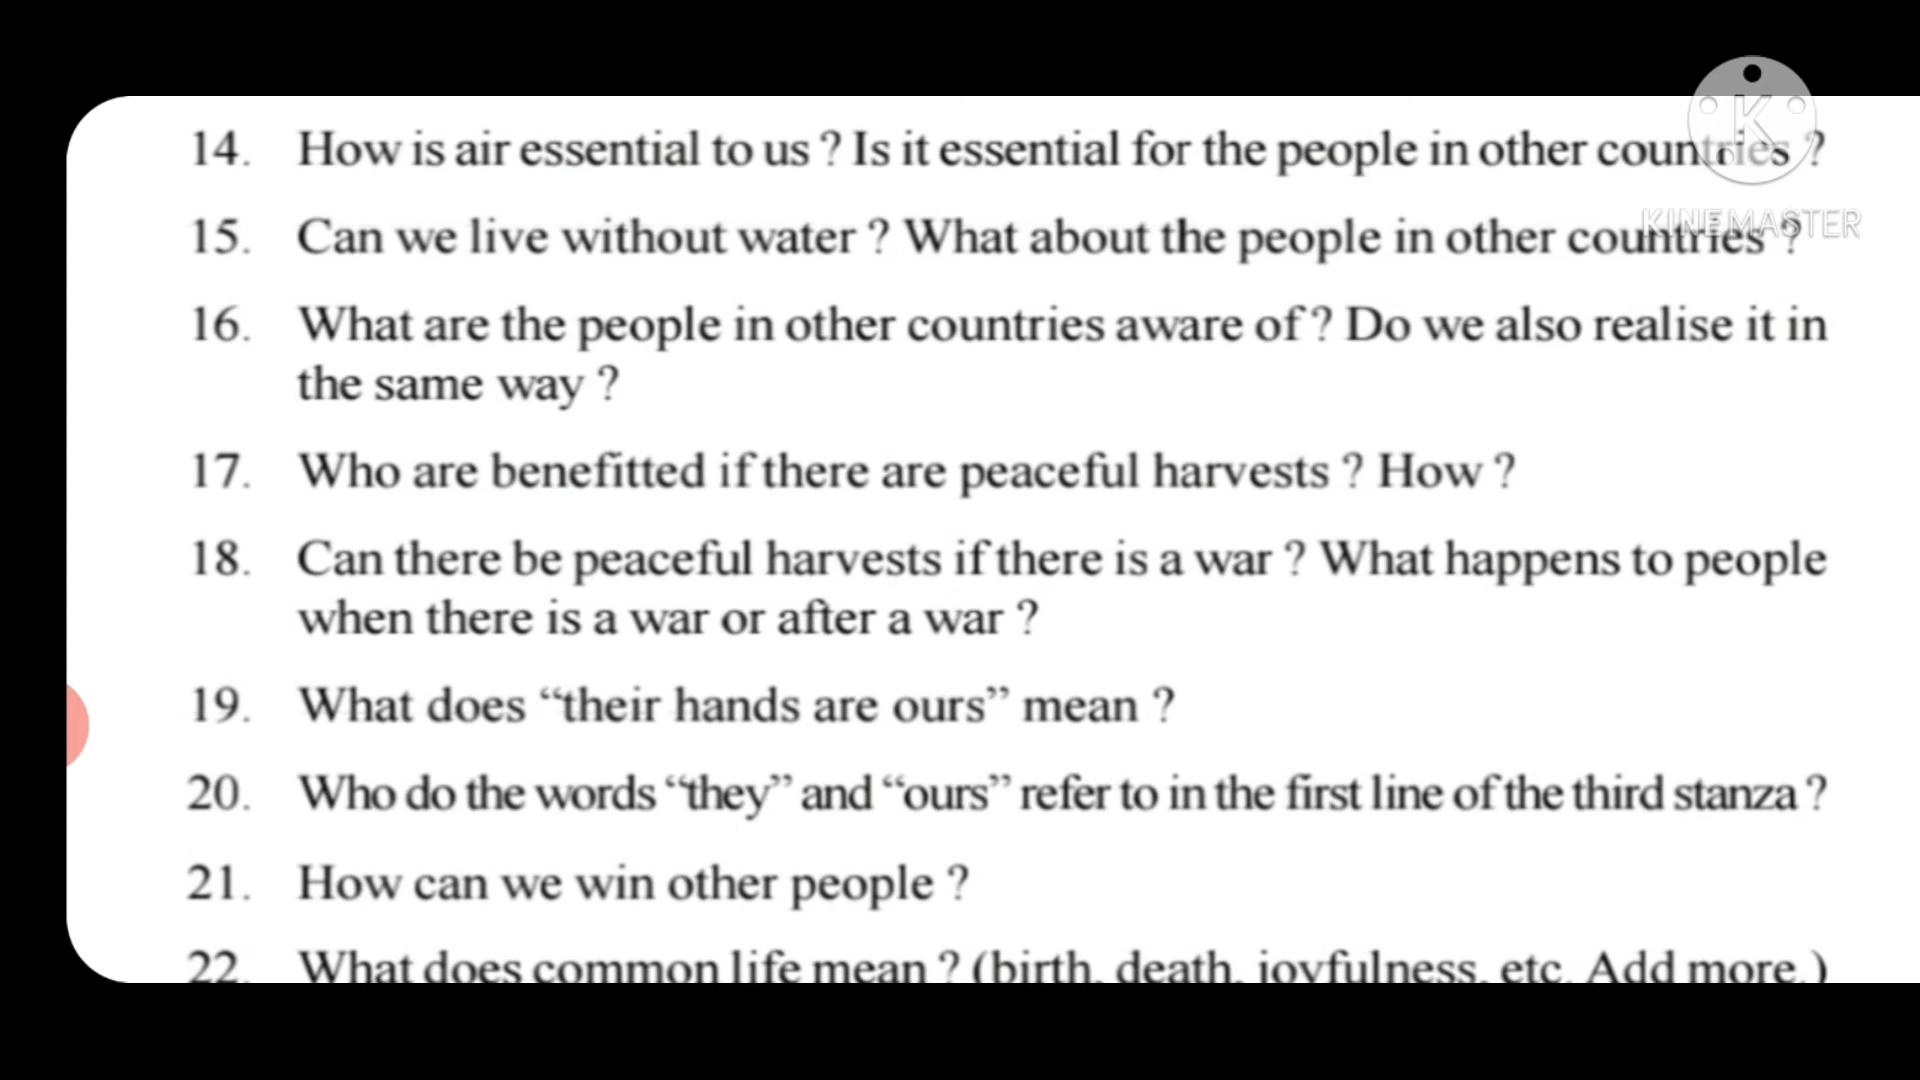 K
KINEMASTER
14. How is air essential to us ? Is it essential for the people in other countries ?
15. Can we live without water ? What about the people in other countries ?
16. What are the people in other countries aware of ? Do we also realise it in
the same way ?
17. Who are benefitted if there are peaceful harvests ? How ?
18. Can there be peaceful harvests if there is a war ? What happens to people
when there is a war or after a war ?
19. What does “their hands are ours” mean ?
20. Who do the words “they” and “ours” refer to in the first line of the third stanza ?
21. How can we win other people ?
22. What does common life mean ? (birth, death, joyfulness, etc. Add more.)